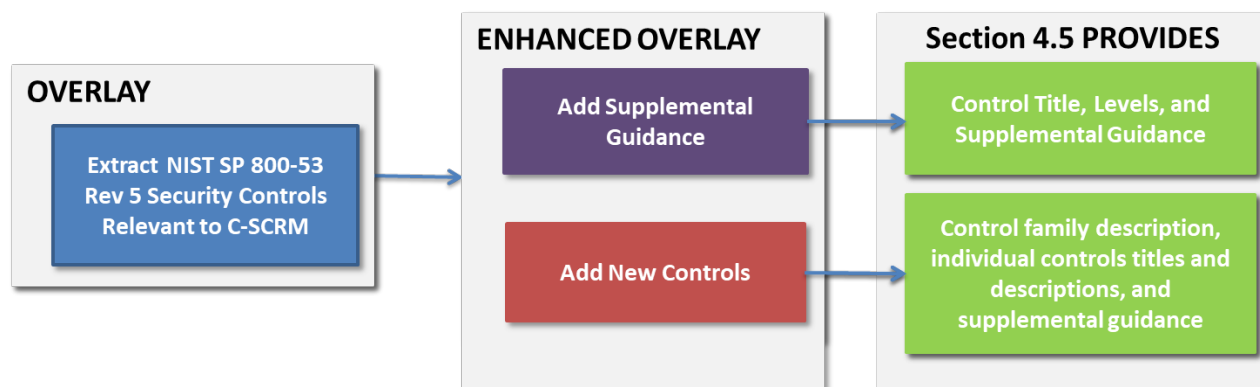 OVERLAY
Extract NIST SP 800-53
Rev 5 Security Controls
Relevant to C-SCRM
ENHANCED OVERLAY
Add Supplemental
Guidance
Add New Controls
Section 4.5 PROVIDES
Control Title, Levels, and
Supplemental Guidance
Control family description,
individual controls titles and
descriptions, and
supplemental guidance